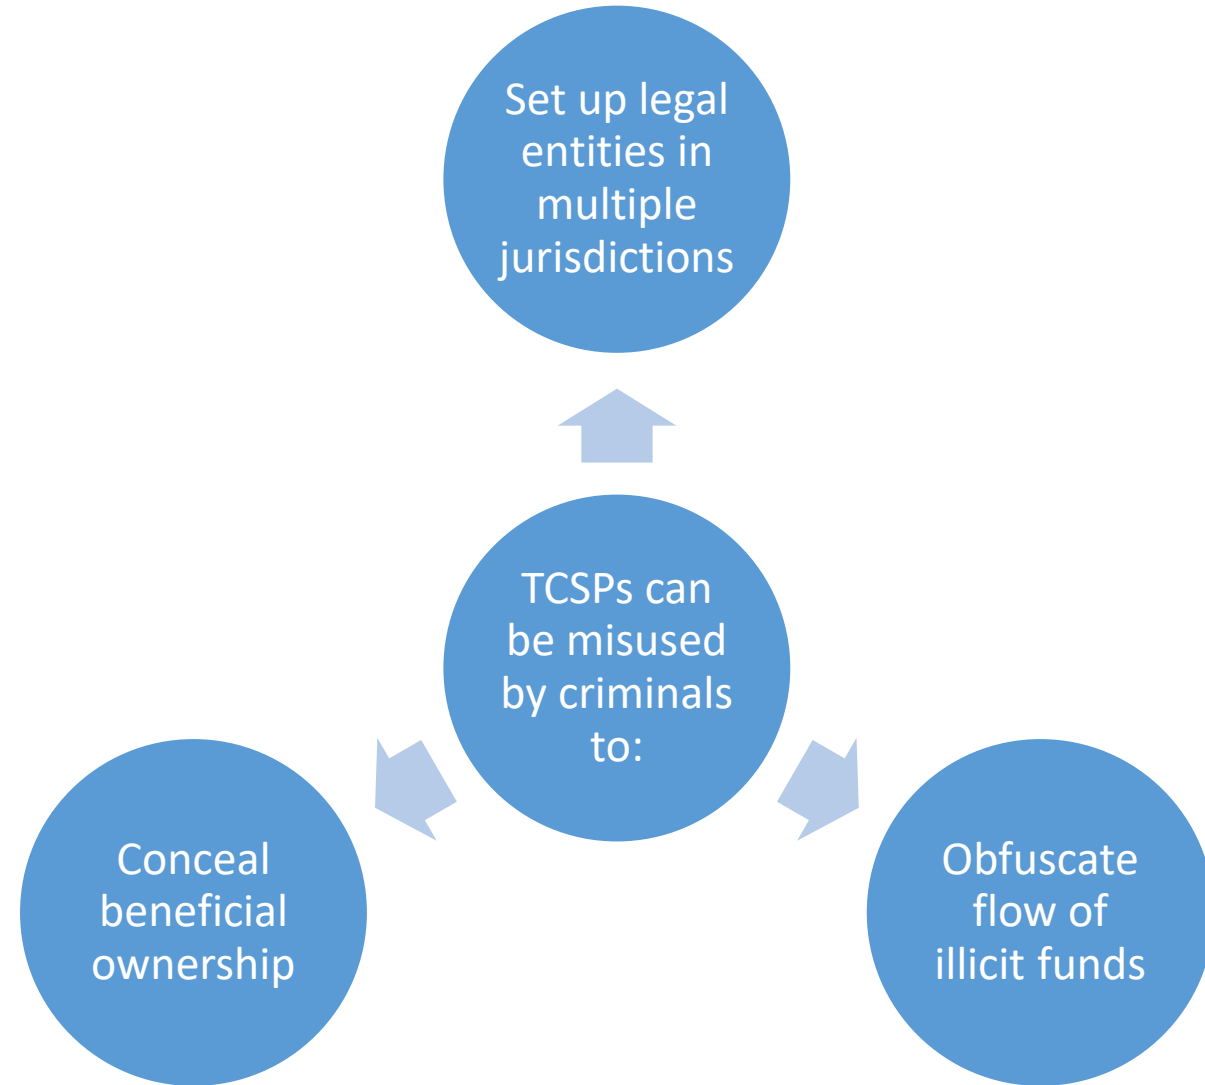 Set up legal
entities in
multiple
jurisdictions
TCSPs can
be misused
by criminals
to:
Conceal
beneficial
ownership
Obfuscate
flow of
illicit funds